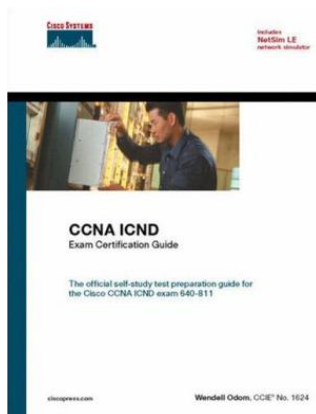 CISCO SYSTEMS
includes
NetSim LE
network simulator
CCNA ICND
Exam Certification Guide
The official self-study test preparation guide for
the Cisco CCNA ICND exam 640-811
ciscopress.com
Wendell Odom, CCIE® No. 1624